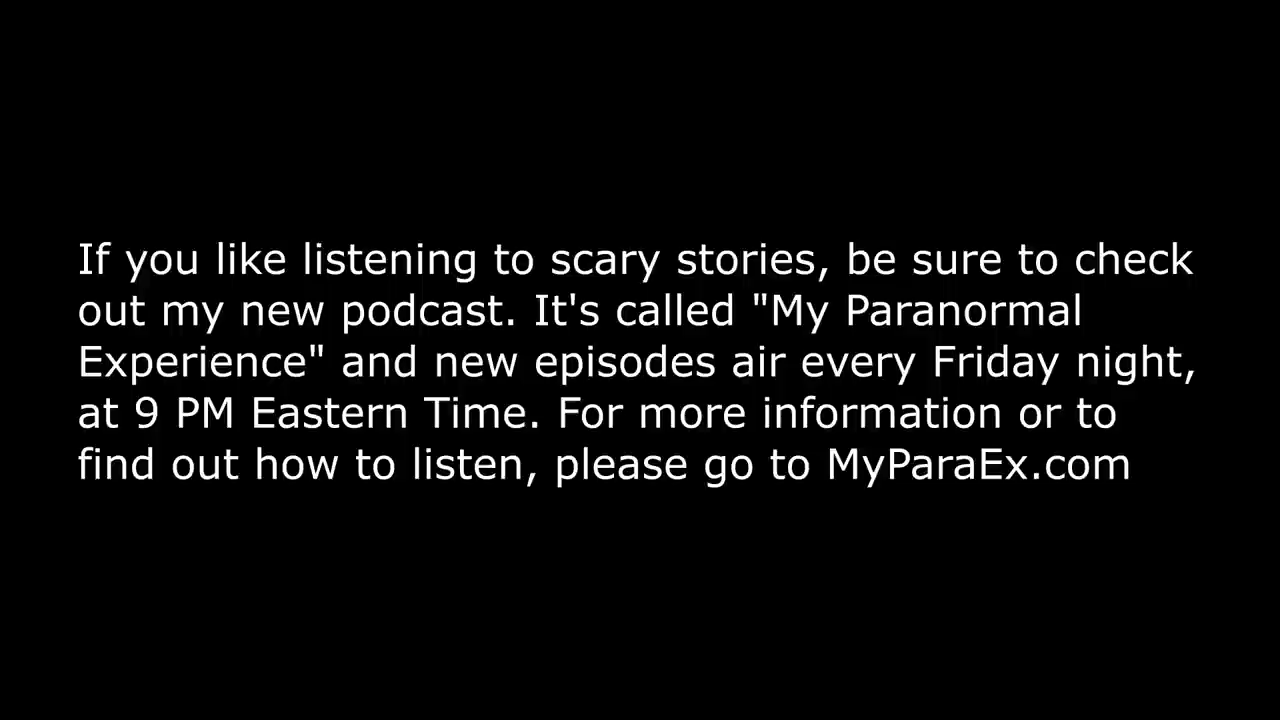 If you like listening to scary stories, be sure to check
out my new podcast. It's called "My Paranormal
Experience" and new episodes air every Friday night,
at 9 PM Eastern Time. For more information or to
find out how to listen, please go to MyParaEx.com